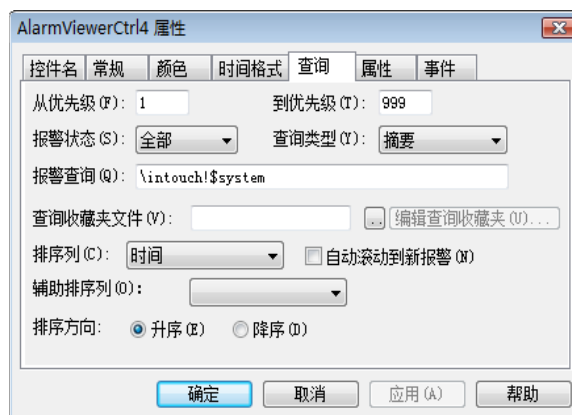 AlarmViewerCtrl4 属性
控件名 常规 颜色 时间格式 查询 属性 事件
从优先级(F): 1 到优先级(T): 999
报警状态(S): 全部 查询类型(Y): 摘要
报警查询(Q): \intouch!$system
查询收藏夹文件(V): .. 编辑查询收藏夹(U)...
排序列(C): 时间 自动滚动到新报警(N)
辅助排序列(O):
排序方向: 升序(E) 降序(D)
确定 取消 应用(A) 帮助